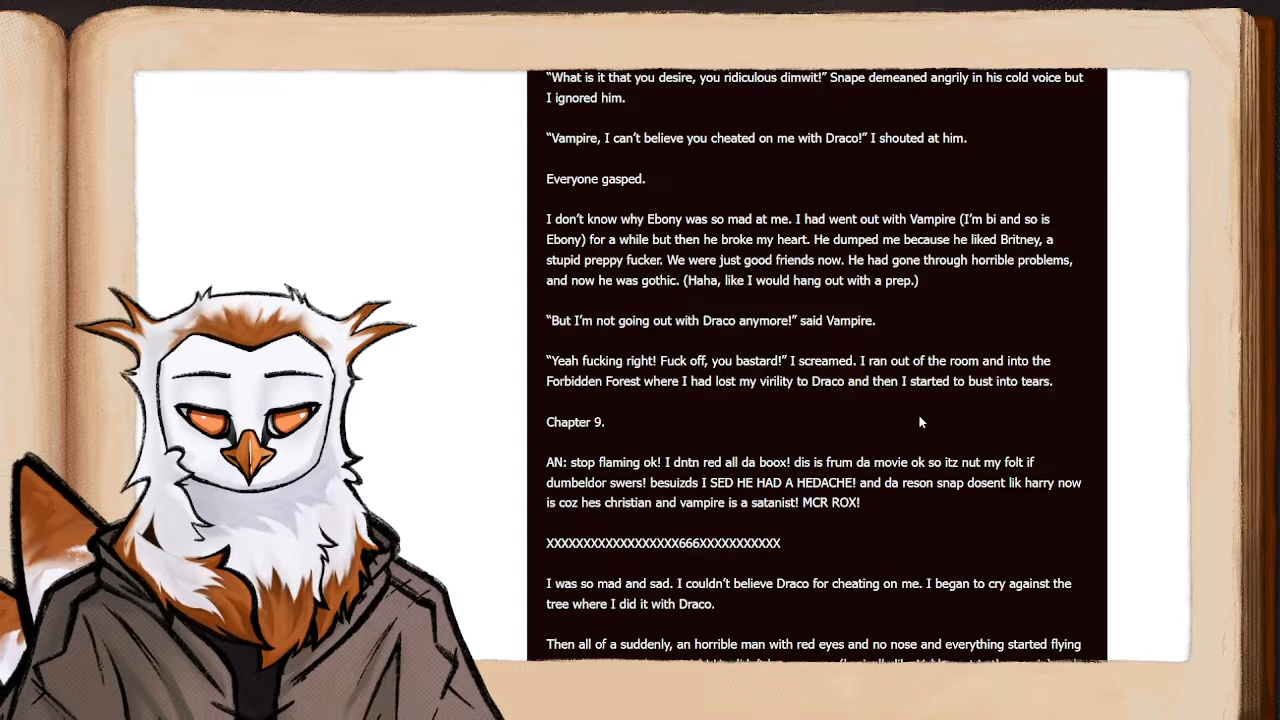 “What is it that you desire, you ridiculous dimwit!” Snape demeaned angrily in his cold voice but
I ignored him.
“Vampire, I can’t believe you cheated on me with Draco!” I shouted at him.
Everyone gasped.
I don’t know why Ebony was so mad at me. I had went out with Vampire (I’m bi and so is
Ebony) for a while but then he broke my heart. He dumped me because he liked Britney, a
stupid preppy fucker. We were just good friends now. He had gone through horrible problems,
and now he was gothic. (Haha, like I would hang out with a prep.)
“But I’m not going out with Draco anymore!” said Vampire.
“Yeah fucking right! Fuck off, you bastard!” I screamed. I ran out of the room and into the
Forbidden Forest where I had lost my virility to Draco and then I started to bust into tears.
Chapter 9.
AN: stop flaming ok! I dntn red all da boox! dis is frum da movie ok so itz nut my folt if
dumbeldor swers! besuizds I SED HE HAD A HEDACHE! and da reson snap dosent lik harry now
is coz hes christian and vampire is a satanist! MCR ROX!
XXXXXXXXXXXXXXXXXX666XXXXXXXXXXX
I was so mad and sad. I couldn’t believe Draco for cheating on me. I began to cry against the
tree where I did it with Draco.
Then all of a suddenly, an horrible man with red eyes and no nose and everything started flying